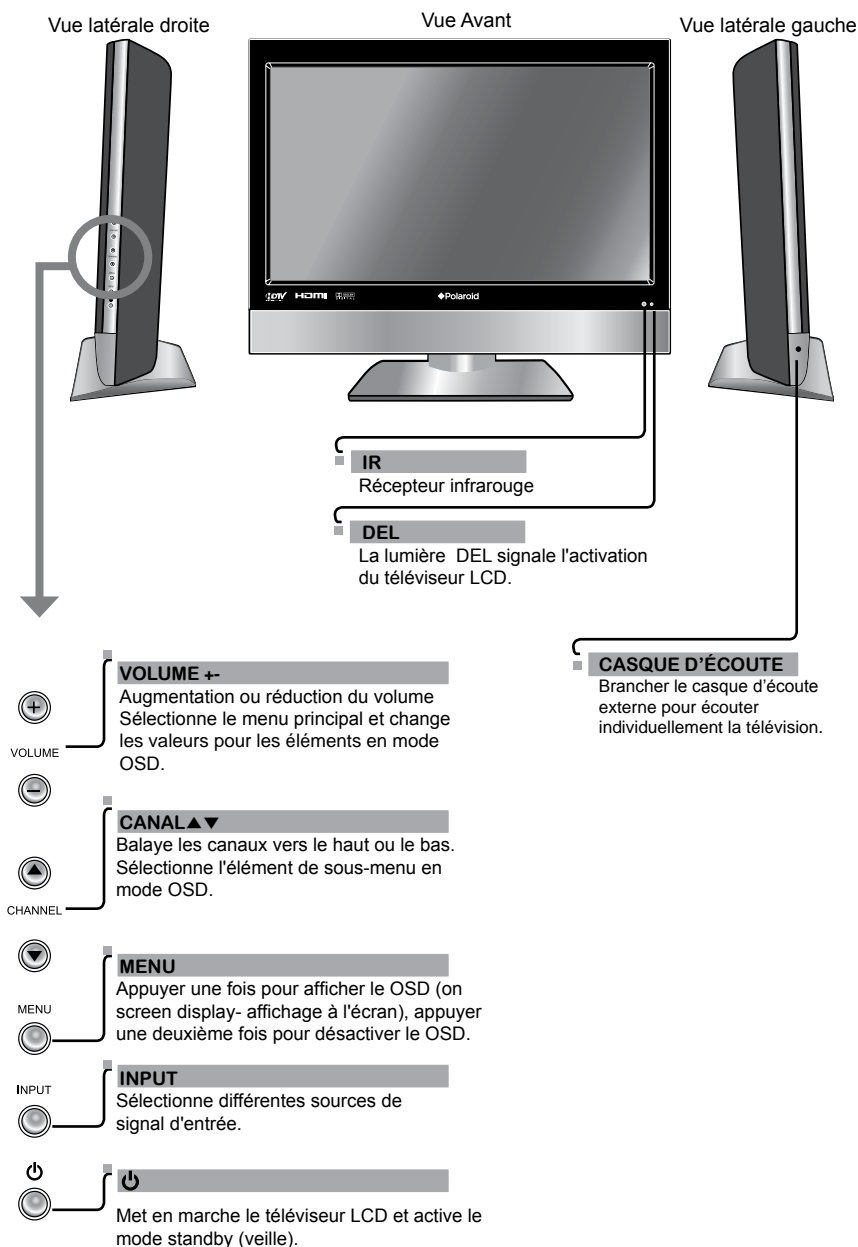 Vue latérale droite
Vue Avant
Vue latérale gauche
HDMI
Polaroid
IR
Récepteur infrarouge
DEL
La lumière DEL signale l'activation
du téléviseur LCD.
CASQUE D’ÉCOUTE
Brancher le casque d’écoute
externe pour écouter
individuellement la télévision.
VOLUME
VOLUME +-
Augmentation ou réduction du volume
Sélectionne le menu principal et change
les valeurs pour les éléments en mode
OSD.
CHANNEL
CANAL▲▼
Balaye les canaux vers le haut ou le bas.
Sélectionne l'élément de sous-menu en
mode OSD.
MENU
MENU
Appuyer une fois pour afficher le OSD (on
screen display- affichage à l'écran), appuyer
une deuxième fois pour désactiver le OSD.
INPUT
INPUT
Sélectionne différentes sources de
signal d'entrée.
Met en marche le téléviseur LCD et active le
mode standby (veille).